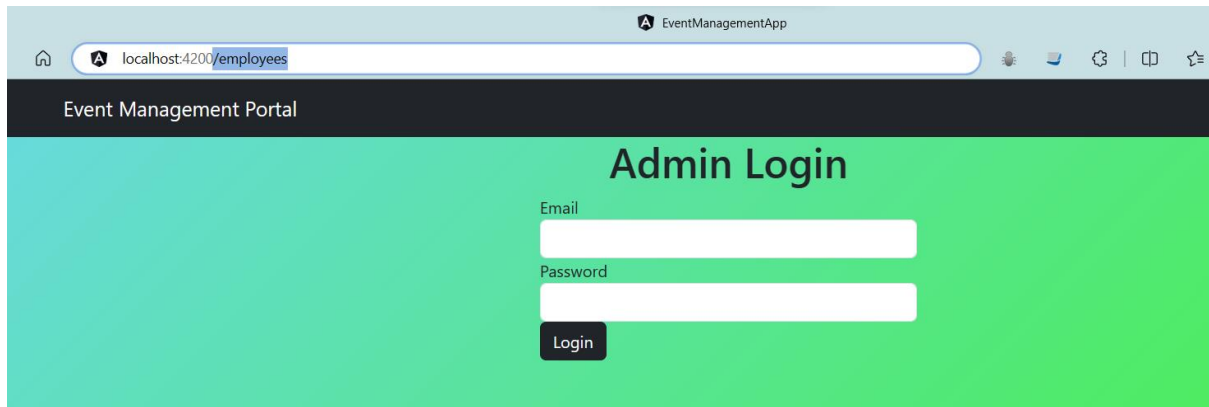 EventManagementApp
localhost:4200/employees
Event Management Portal
Admin Login
Email
Password
Login